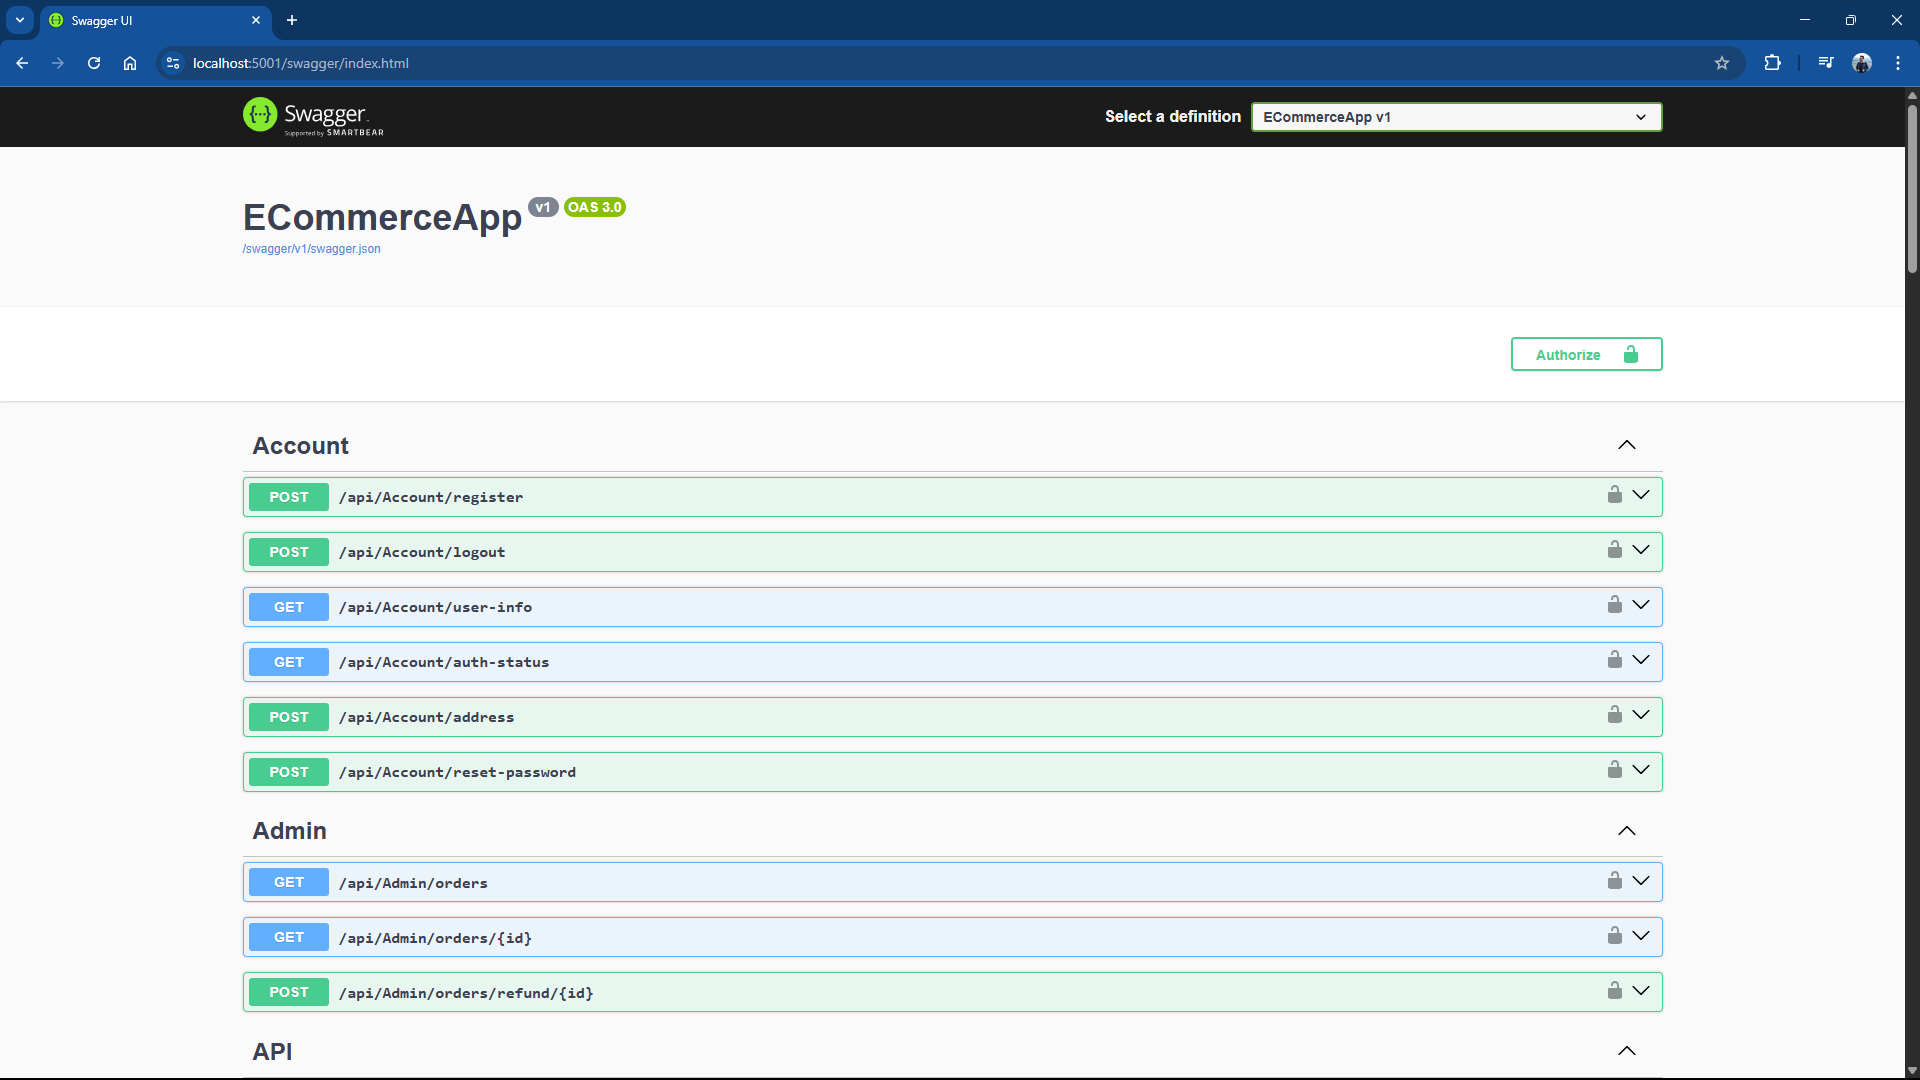 Swagger UI
localhost:5001/swagger/index.html
Swagger
Supported by SMARTBEAR
Select a definition
ECommerceApp v1
ECommerceApp v1 OAS 3.0
/swagger/v1/swagger.json
Authorize
Account
POST /api/Account/register
POST /api/Account/logout
GET /api/Account/user-info
GET /api/Account/auth-status
POST /api/Account/address
POST /api/Account/reset-password
Admin
GET /api/Admin/orders
GET /api/Admin/orders/{id}
POST /api/Admin/orders/refund/{id}
API